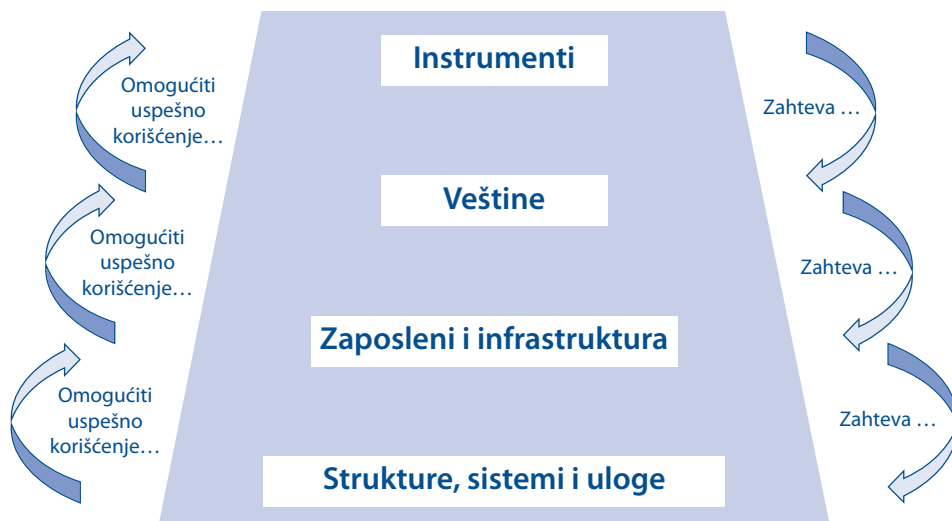 Instrumenti
Omogućiti
uspešno
korišćenje…
Zahteva …
Veštine
Omogućiti
uspešno
korišćenje…
Zahteva …
Zaposleni i infrastruktura
Omogućiti
uspešno
korišćenje…
Zahteva …
Strukture, sistemi i uloge